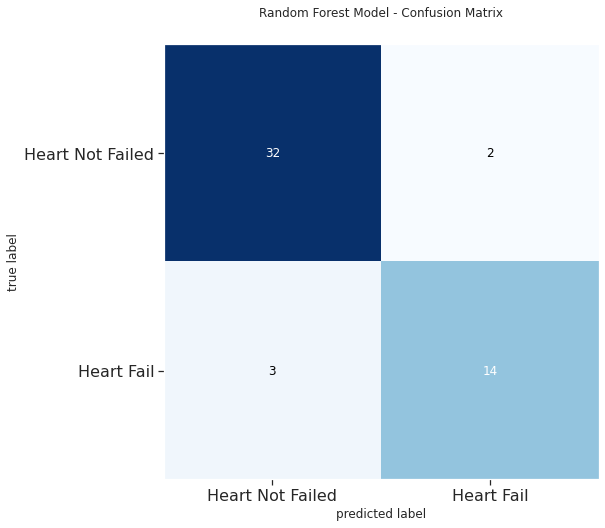 Random Forest Model - Confusion Matrix
true label
Heart Not Failed
32
2
Heart Fail
3
14
Heart Not Failed
Heart Fail
predicted label